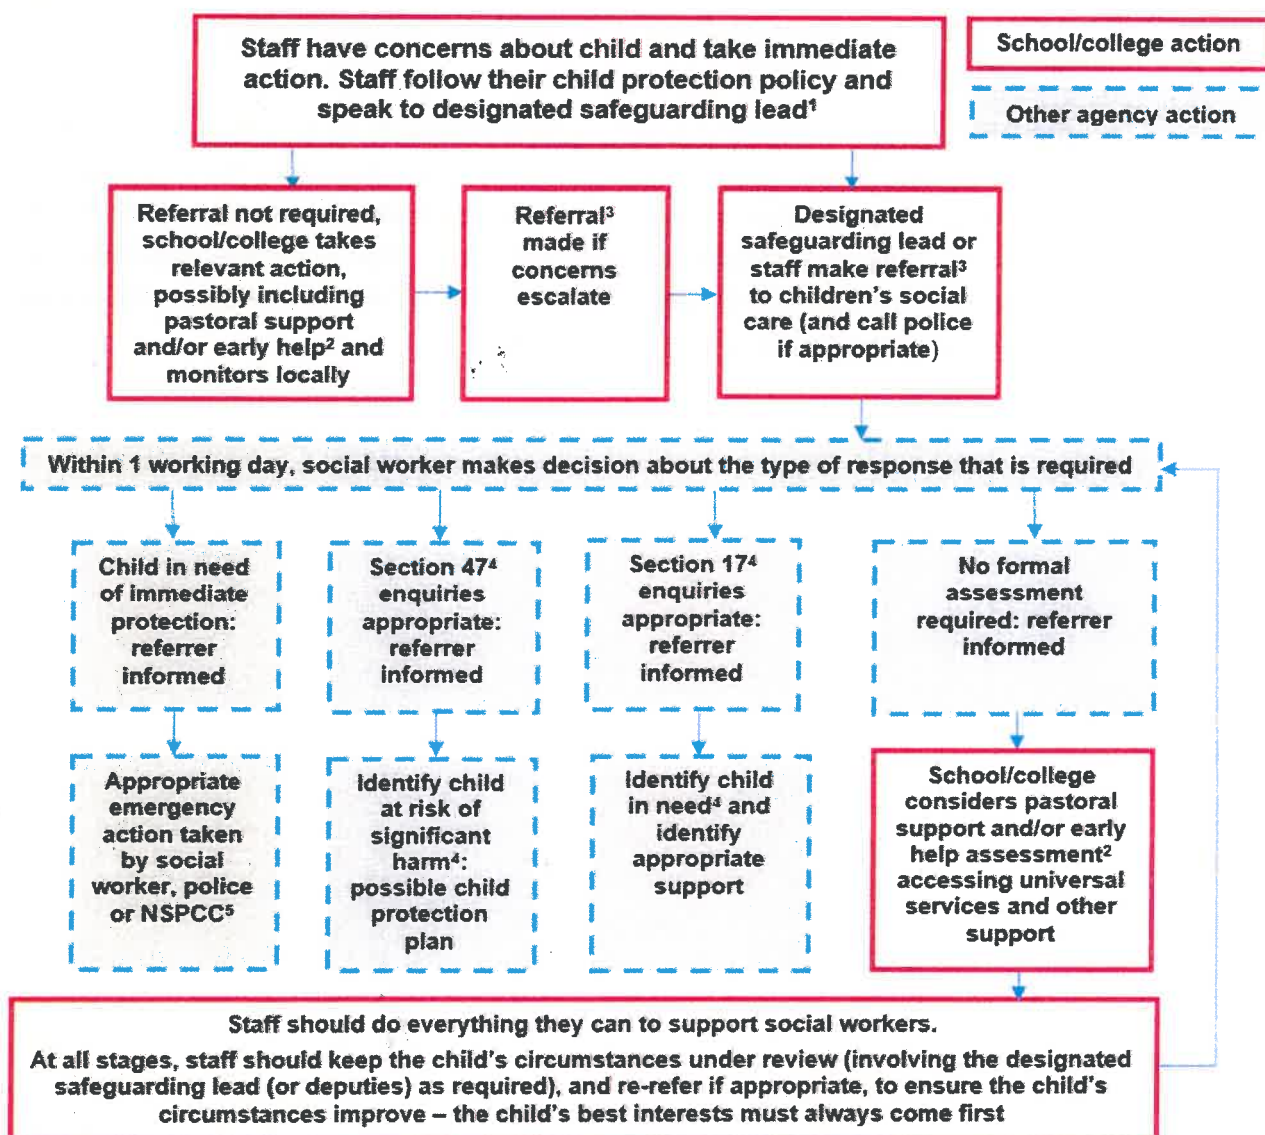 Staff have concerns about child and take immediate
action. Staff follow their child protection policy and
speak to designated safeguarding lead¹
School/college action
Other agency action
Referral not required,
school/college takes
relevant action,
possibly including
pastoral support
and/or early help² and
monitors locally
Referral³
made if
concerns
escalate
Designated
safeguarding lead or
staff make referral³
to children's social
care (and call police
if appropriate)
Within 1 working day, social worker makes decision about the type of response that is required
Child in need
of immediate
protection:
referrer
informed
Section 47⁴
enquiries
appropriate:
referrer
informed
Section 17⁴
enquiries
appropriate:
referrer
informed
No formal
assessment
required: referrer
informed
Appropriate
emergency
action taken
by social
worker, police
or NSPCC⁵
Identify child
at risk of
significant
harm⁴:
possible child
protection
plan
Identify child
in need⁴ and
identify
appropriate
support
School/college
considers pastoral
support and/or early
help assessment²
accessing universal
services and other
support
Staff should do everything they can to support social workers.
At all stages, staff should keep the child's circumstances under review (involving the designated
safeguarding lead (or deputies) as required), and re-refer if appropriate, to ensure the child's
circumstances improve – the child's best interests must always come first